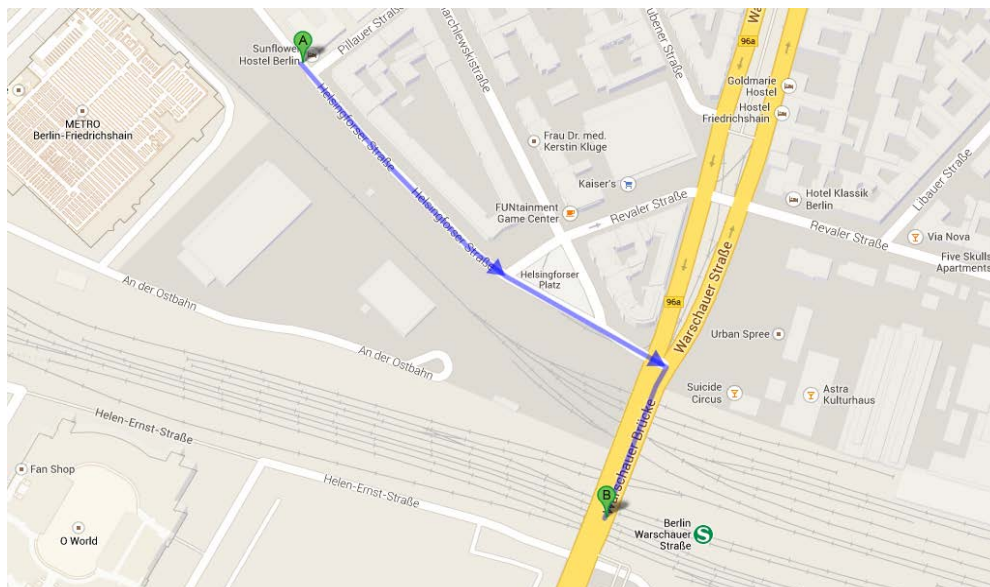 A
Sunflower
Hostel Berlin
Pillauer Straße
96a
Goldmarie
Hostel
Hostel
Friedrichshain
METRO
Berlin-Friedrichshain
Helsingforser Straße
Frau Dr. med.
Kerstin Kluge
Kaiser's
Helsingforser Straße
FUNtainment
Game Center
Revaler Straße
Hotel Klassik
Berlin
Libauer Straße
Revaler Straße
Via Nova
Five Skulls
Apartments
Helsingforser
Platz
An der Ostbahn
96a
Warschauer Straße
Urban Spree
An der Ostbahn
Suicide
Circus
Astra
Kulturhaus
Helen-Ernst-Straße
Warschauer Brücke
Fan Shop
Helen-Ernst-Straße
B
O World
Berlin
Warschauer
Straße
S